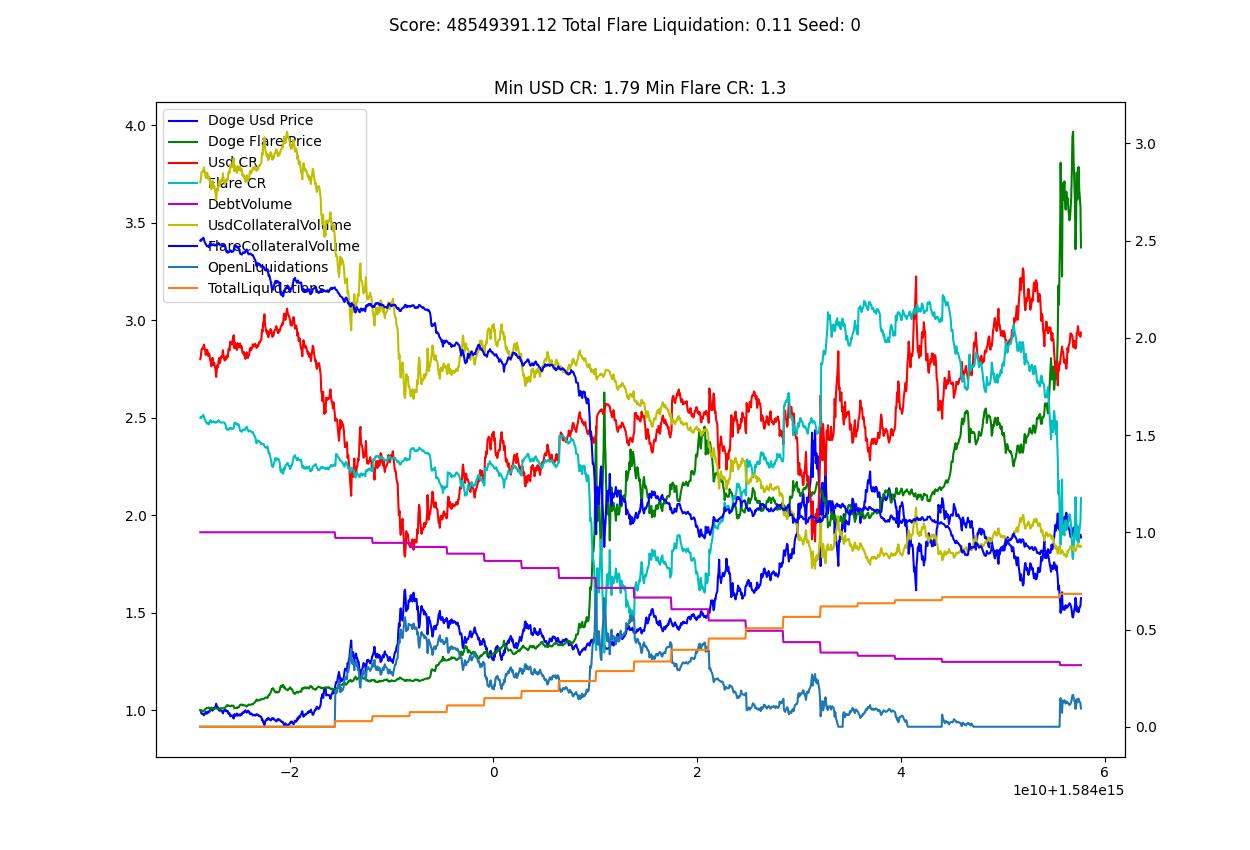 Score: 48549391.12 Total Flare Liquidation: 0.11 Seed: 0
Min USD CR: 1.79 Min Flare CR: 1.3
Doge Usd Price
Doge Flare Price
Usd CR
Flare CR
DebtVolume
UsdCollateralVolume
FlareCollateralVolume
OpenLiquidations
TotalLiquidations
4.0
3.5
3.0
2.5
2.0
1.5
1.0
3.0
2.5
2.0
1.5
1.0
0.5
0.0
−2 0 2 4 6
1e10+1.584e15